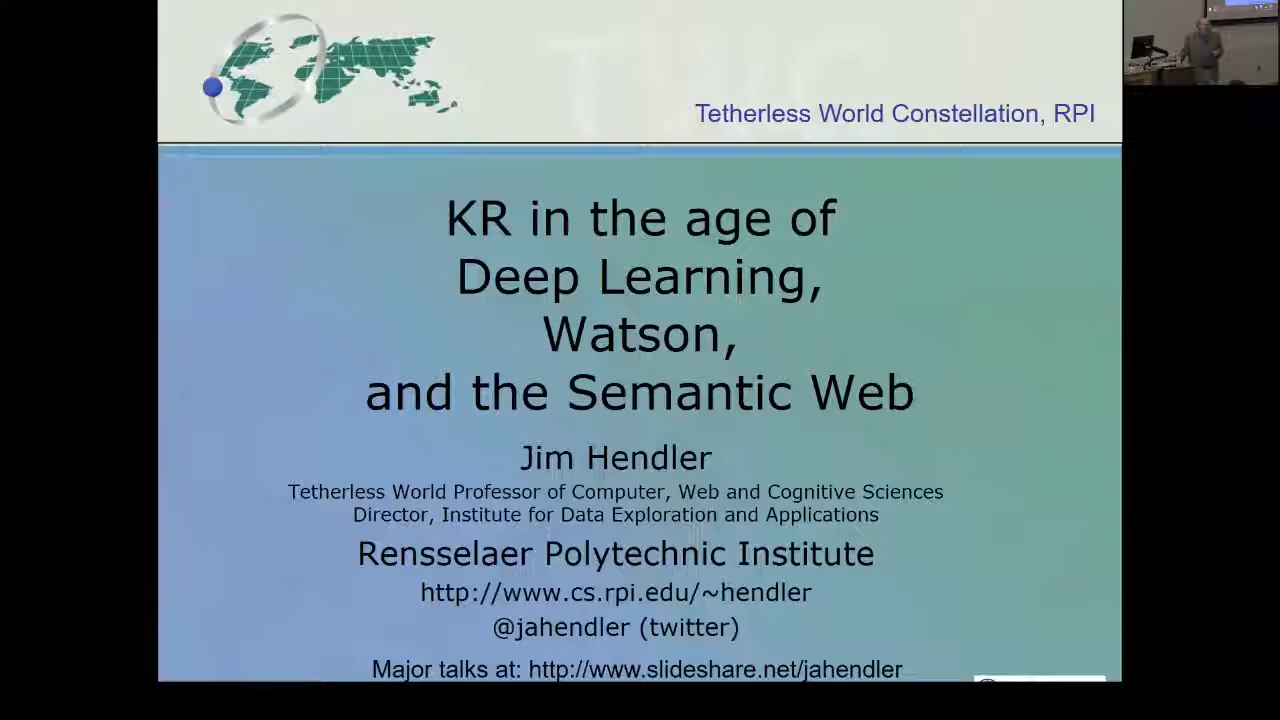 Tetherless World Constellation, RPI
KR in the age of
Deep Learning,
Watson,
and the Semantic Web
Jim Hendler
Tetherless World Professor of Computer, Web and Cognitive Sciences
Director, Institute for Data Exploration and Applications
Rensselaer Polytechnic Institute
http://www.cs.rpi.edu/~hendler
@jahendler (twitter)
Major talks at: http://www.slideshare.net/jahendler